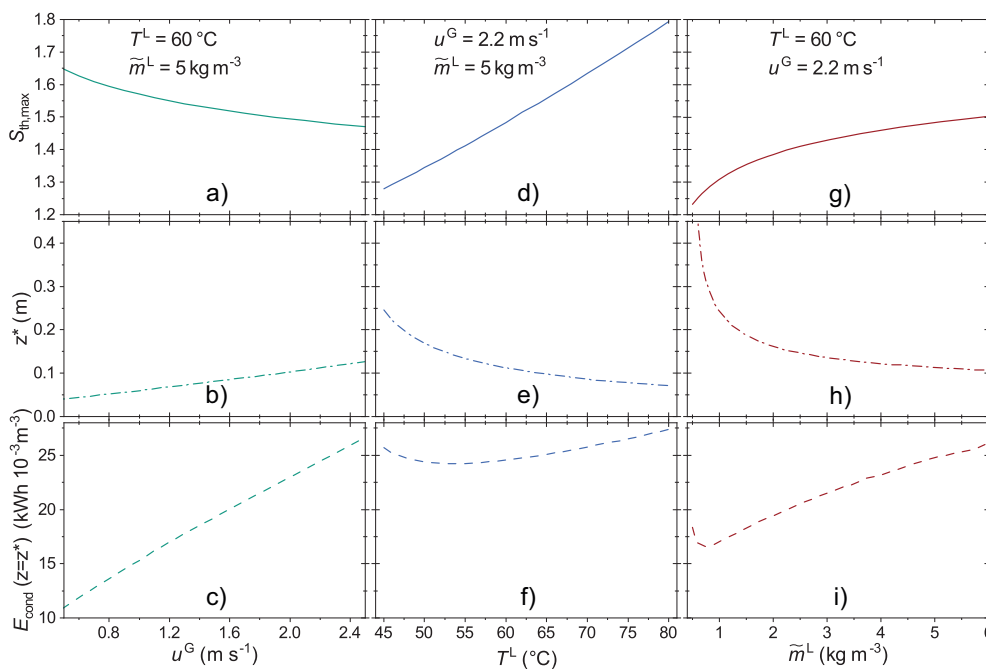 1.8
1.7
1.6
1.5
1.4
1.3
1.2
S_th,max
T^L = 60 °C
m̃^L = 5 kg m⁻³
a)
u^G = 2.2 m s⁻¹
m̃^L = 5 kg m⁻³
d)
T^L = 60 °C
u^G = 2.2 m s⁻¹
g)
0.4
0.3
0.2
0.1
0.0
z* (m)
b)
e)
h)
25
20
15
10
E_cond (z=z*) (kWh 10⁻³m⁻³)
c)
f)
i)
0.8 1.2 1.6 2.0 2.4
u^G (m s⁻¹)
45 50 55 60 65 70 75 80
T^L (°C)
1 2 3 4 5 6
m̃^L (kg m⁻³)